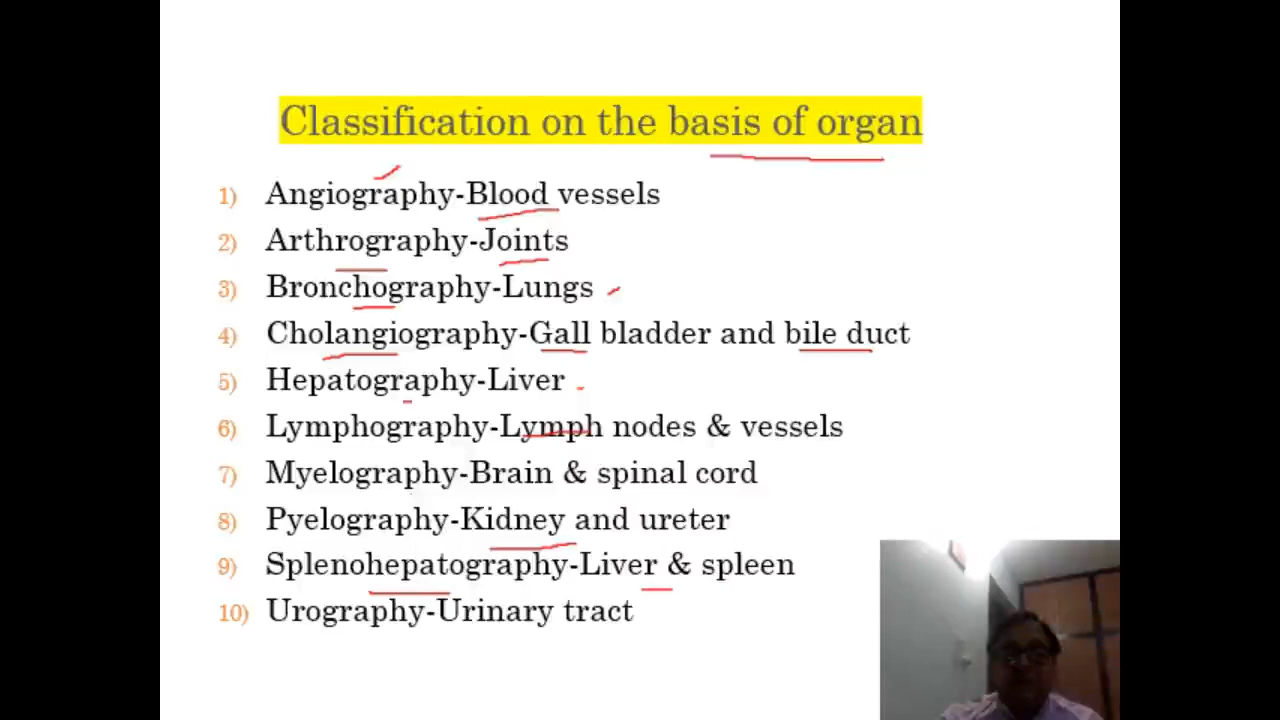 Classification on the basis of organ
1) Angiography-Blood vessels
2) Arthrography-Joints
3) Bronchography-Lungs
4) Cholangiography-Gall bladder and bile duct
5) Hepatography-Liver
6) Lymphography-Lymph nodes & vessels
7) Myelography-Brain & spinal cord
8) Pyelography-Kidney and ureter
9) Splenohepatography-Liver & spleen
10) Urography-Urinary tract